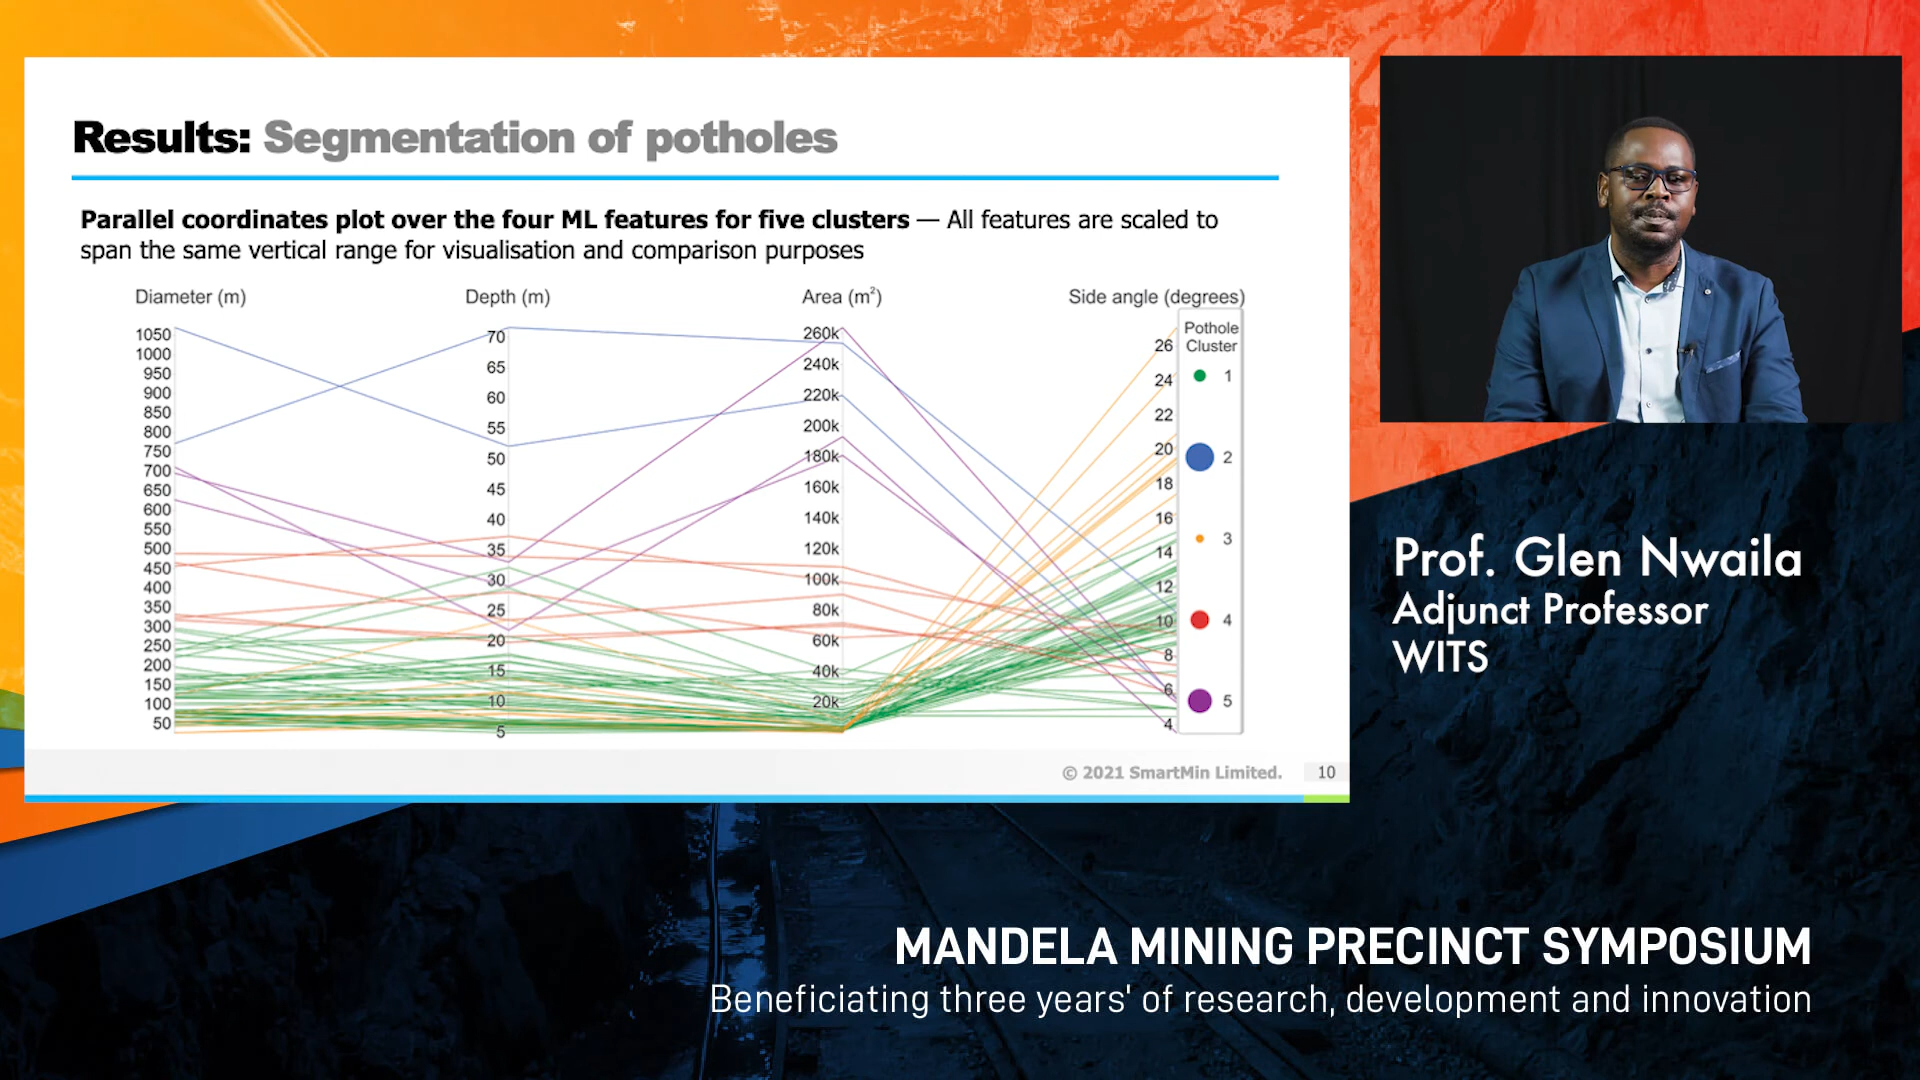 Results: Segmentation of potholes
Parallel coordinates plot over the four ML features for five clusters — All features are scaled to
span the same vertical range for visualisation and comparison purposes
Diameter (m)
1050
1000
950
900
850
800
750
700
650
600
550
500
450
400
350
300
250
200
150
100
50
Depth (m)
70
65
60
55
50
45
40
35
30
25
20
15
10
5
Area (m²)
260k
240k
220k
200k
180k
160k
140k
120k
100k
80k
60k
40k
20k
Side angle (degrees)
26
24
22
20
18
16
14
12
10
8
6
4
Pothole
Cluster
1
2
3
4
5
© 2021 SmartMin Limited.
10
Prof. Glen Nwaila
Adjunct Professor
WITS
MANDELA MINING PRECINCT SYMPOSIUM
Beneficiating three years' of research, development and innovation